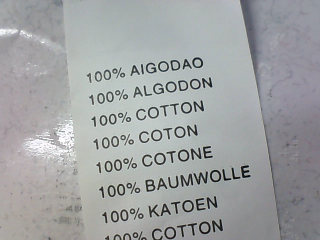 100% AIGODAO
100% ALGODON
100% COTTON
100% COTON
100% COTONE
100% BAUMWOLLE
100% KATOEN
100% COTTON